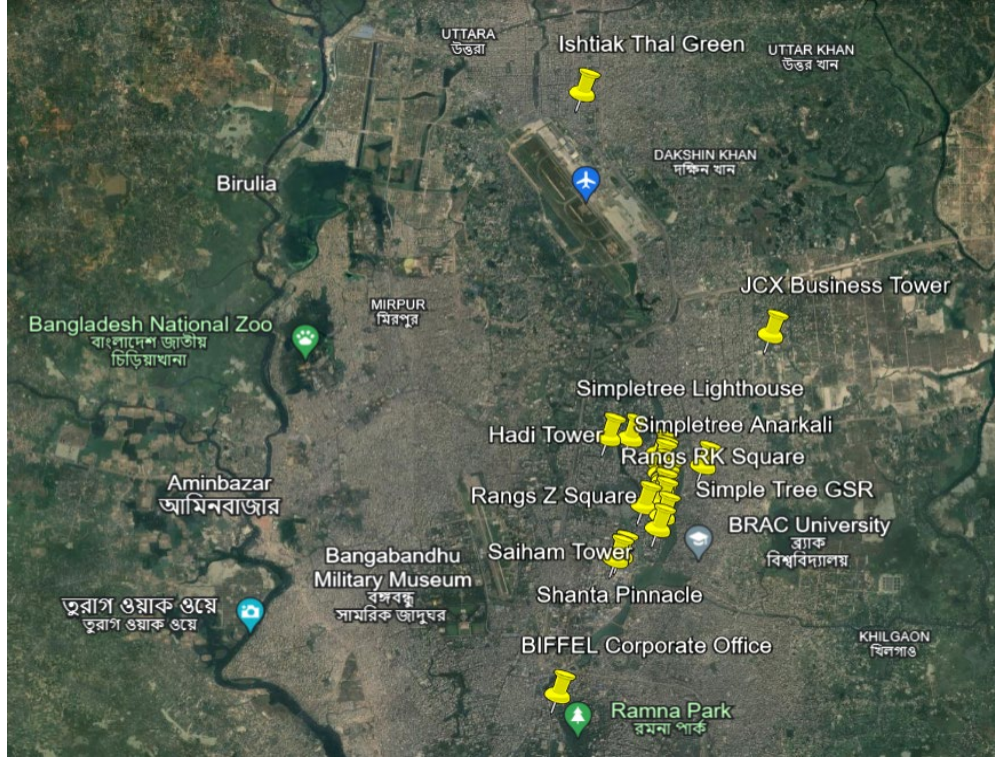 UTTARA
উত্তরা
Ishtiak Thal Green
UTTAR KHAN
উত্তর খান
DAKSHIN KHAN
দক্ষিন খান
Birulia
JCX Business Tower
MIRPUR
মিরপুর
Bangladesh National Zoo
বাংলাদেশ জাতীয়
চিড়িয়াখানা
Simpletree Lighthouse
Simpletree Anarkali
Hadi Tower
Rangs RK Square
Aminbazar
আমিনবাজার
Rangs Z Square
Simple Tree GSR
BRAC University
ব্র্যাক
বিশ্ববিদ্যালয়
Saiham Tower
Bangabandhu
Military Museum
বঙ্গবন্ধু
সামরিক জাদুঘর
Shanta Pinnacle
তুরাগ ওয়াক ওয়ে
তুরাগ ওয়াক ওয়ে
KHILGAON
খিলগাও
BIFFEL Corporate Office
Ramna Park
রমনা পার্ক